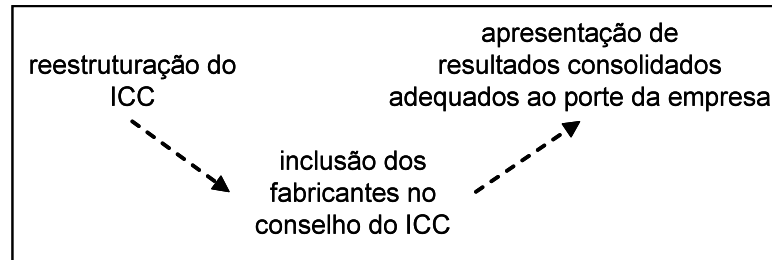 reestruturação do
ICC
inclusão dos
fabricantes no
conselho do ICC
apresentação de
resultados consolidados
adequados ao porte da empresa